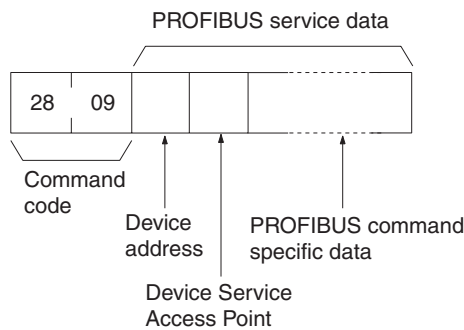 PROFIBUS service data
28 09
Command
code
Device
address
PROFIBUS command
specific data
Device Service
Access Point